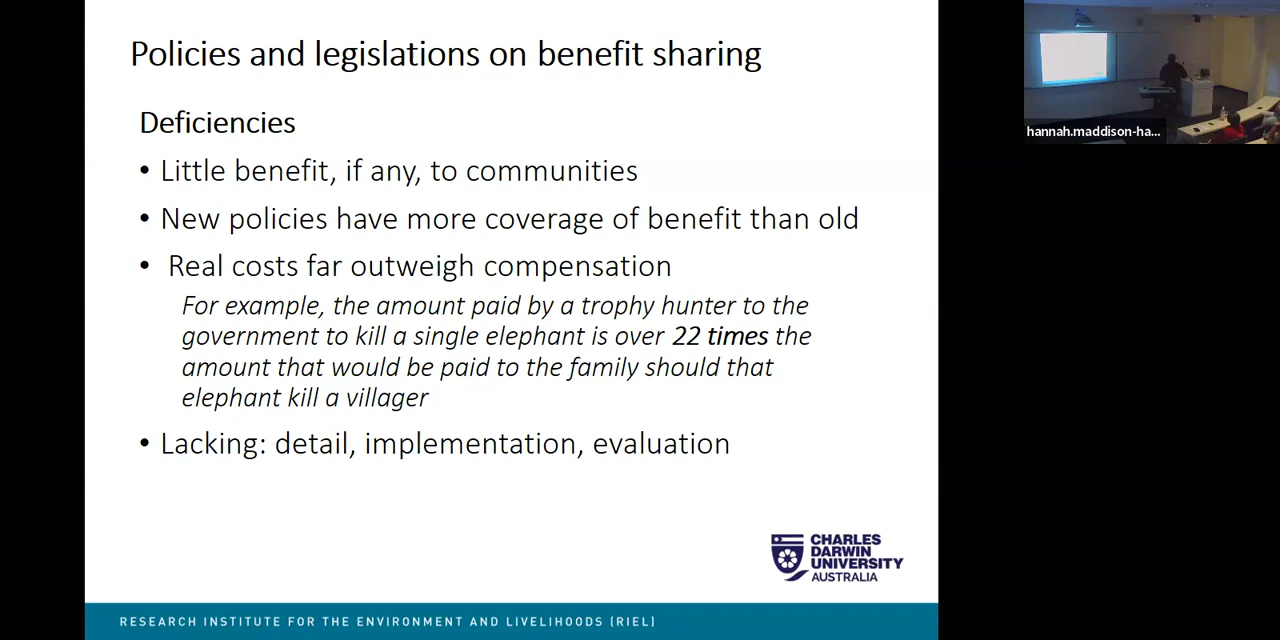 Policies and legislations on benefit sharing
Deficiencies
• Little benefit, if any, to communities
• New policies have more coverage of benefit than old
• Real costs far outweigh compensation
For example, the amount paid by a trophy hunter to the
government to kill a single elephant is over 22 times the
amount that would be paid to the family should that
elephant kill a villager
• Lacking: detail, implementation, evaluation
CHARLES
DARWIN
UNIVERSITY
AUSTRALIA
RESEARCH INSTITUTE FOR THE ENVIRONMENT AND LIVELIHOODS (RIEL)
hannah.maddison-ha...